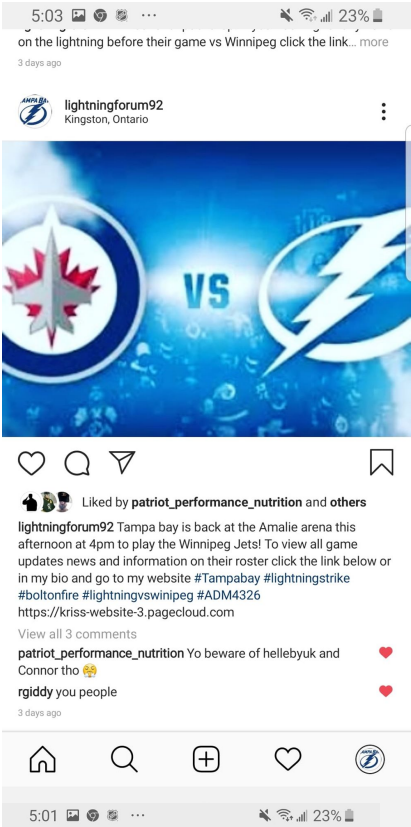 5:03 ... 23%
on the lightning before their game vs Winnipeg click the link... more
3 days ago
AMPA BA
lightningforum92
Kingston, Ontario
VS
Liked by patriot_performance_nutrition and others
lightningforum92 Tampa bay is back at the Amalie arena this
afternoon at 4pm to play the Winnipeg Jets! To view all game
updates news and information on their roster click the link below or
in my bio and go to my website #Tampabay #lightningstrike
#boltonfire #lightningvswinipeg #ADM4326
https://kriss-website-3.pagecloud.com
View all 3 comments
patriot_performance_nutrition Yo beware of hellebyuk and
Connor tho 😤
rgiddy you people
3 days ago
5:01 ... 23%